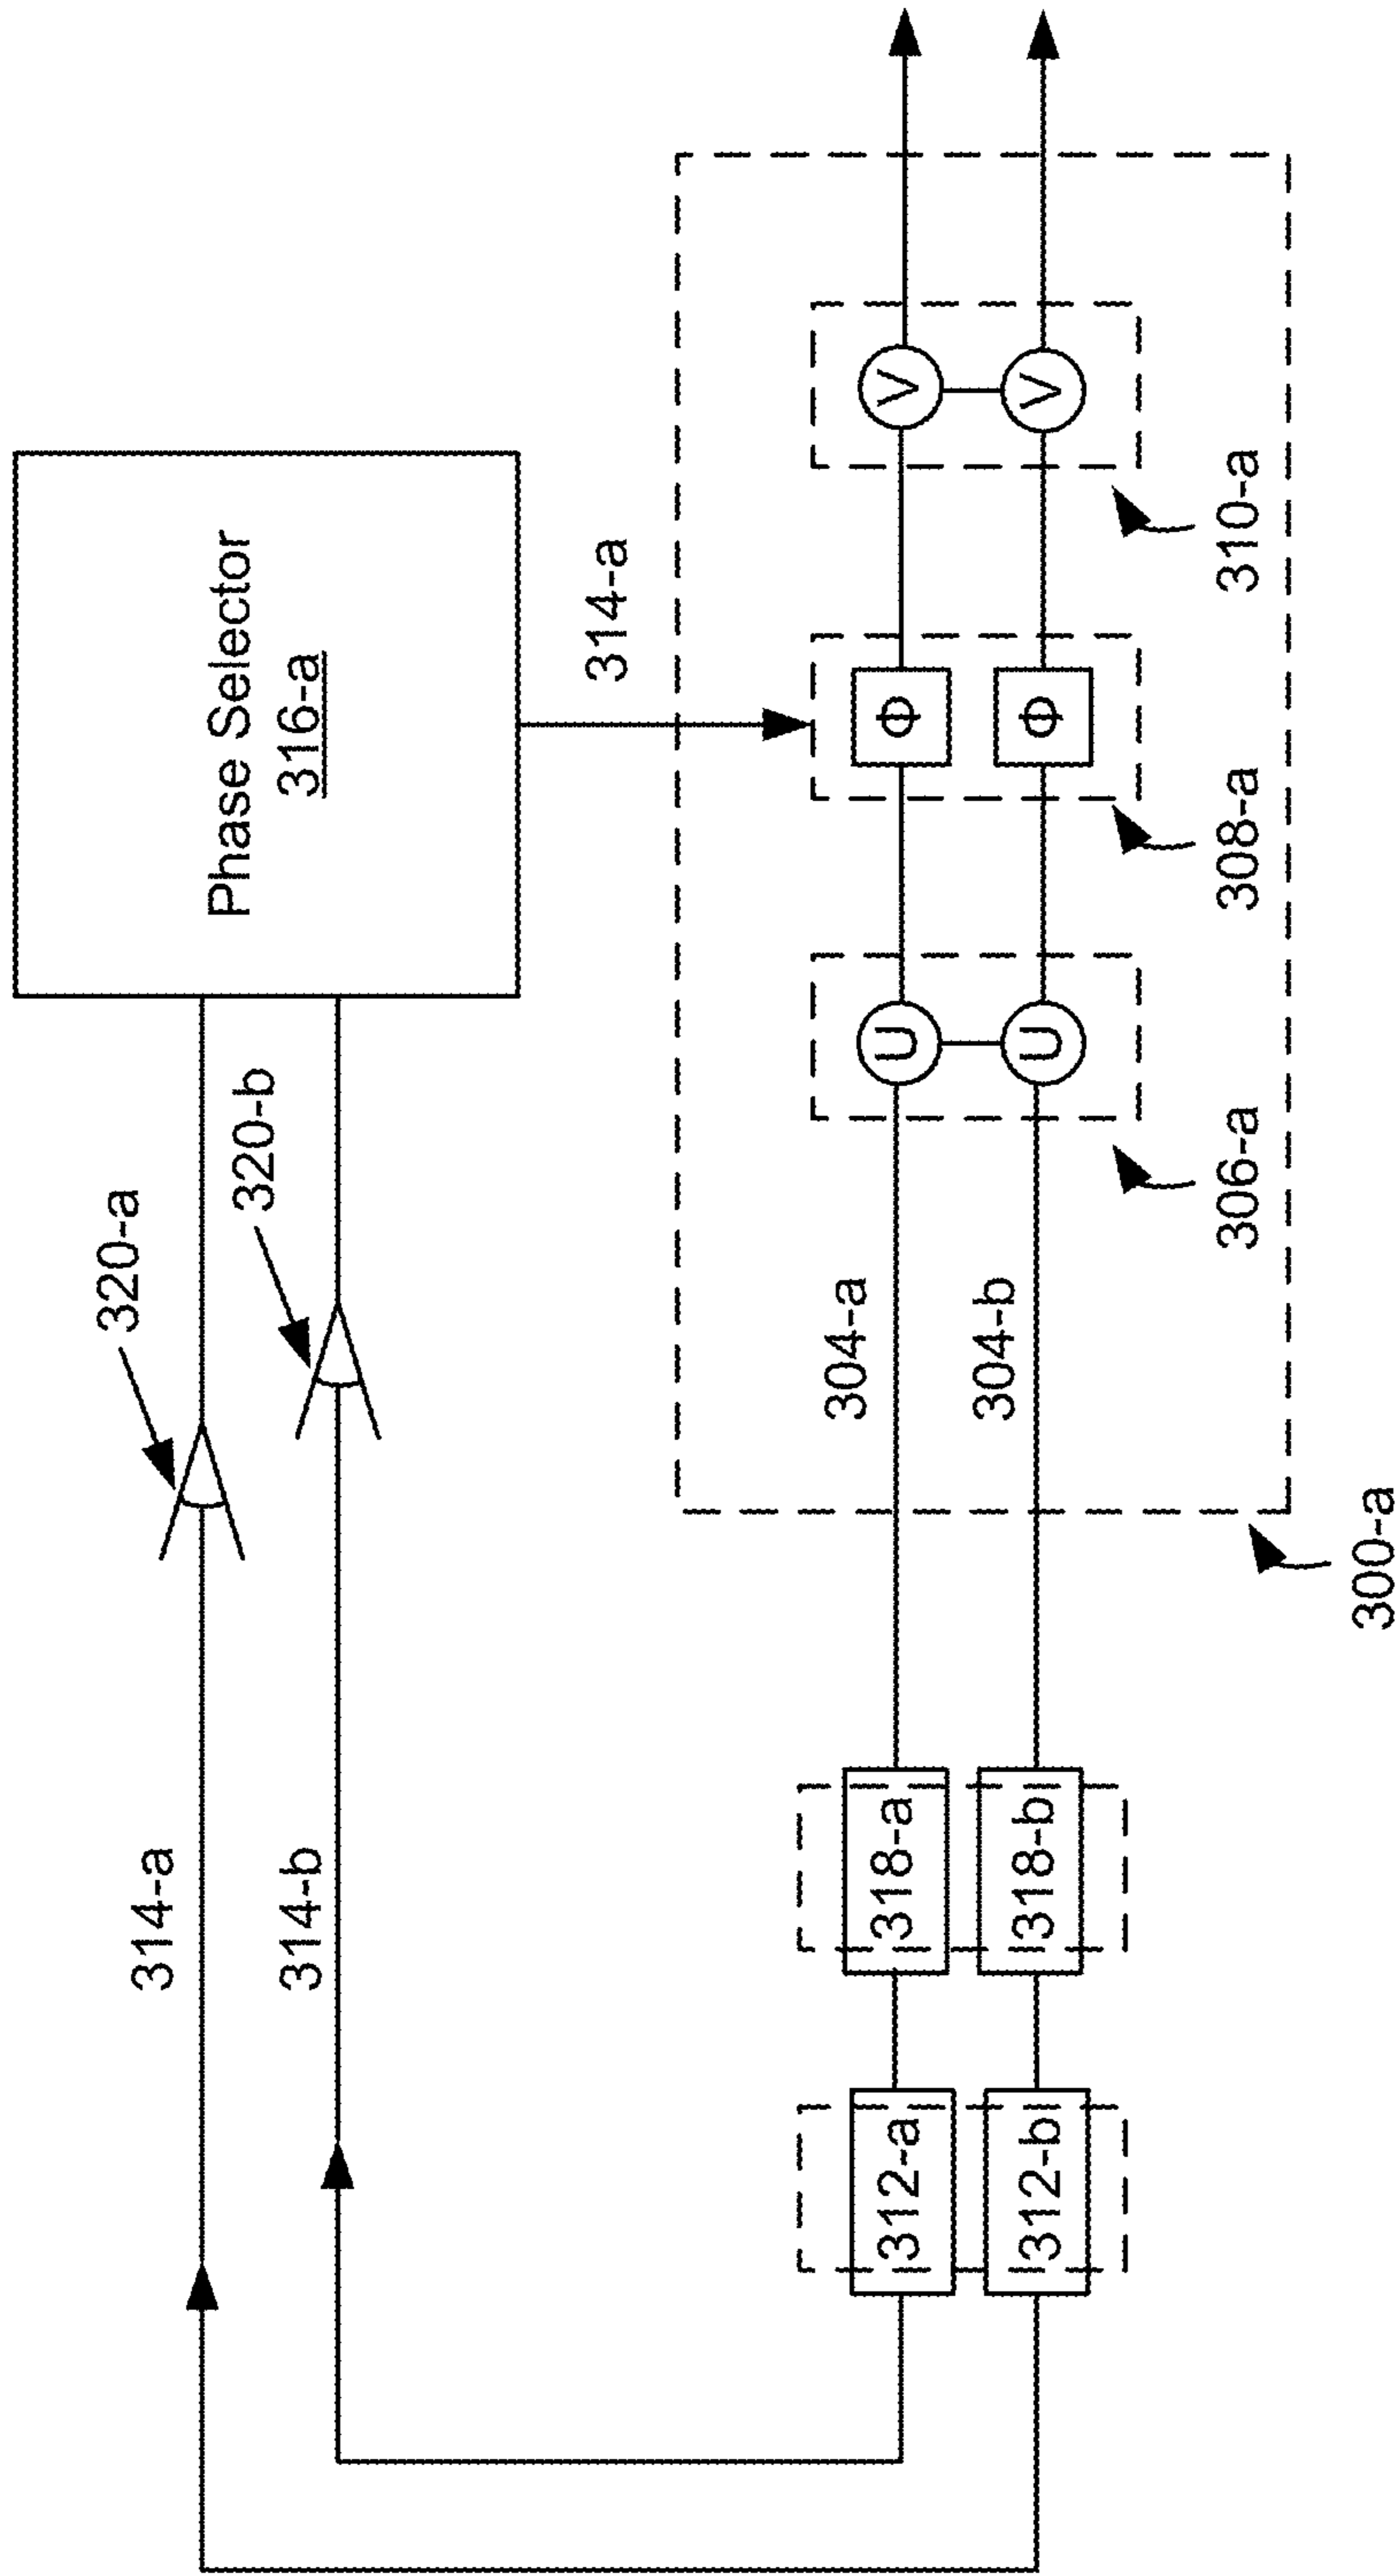 314-a
320-a
314-b
320-b
Phase Selector
316-a
314-a
312-a
318-a
304-a
U
Φ
V
312-b
318-b
304-b
U
Φ
V
306-a
308-a
310-a
300-a